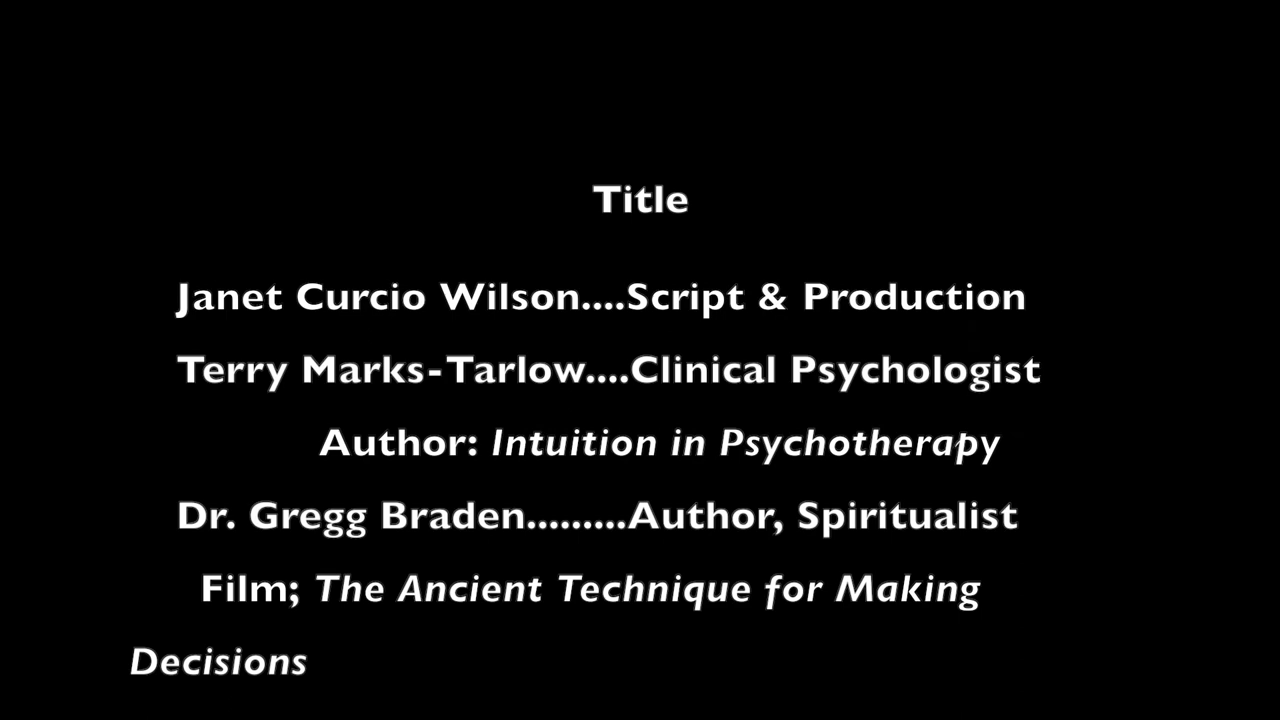 Title
Janet Curcio Wilson....Script & Production
Terry Marks-Tarlow....Clinical Psychologist
Author: Intuition in Psychotherapy
Dr. Gregg Braden.........Author, Spiritualist
Film; The Ancient Technique for Making
Decisions